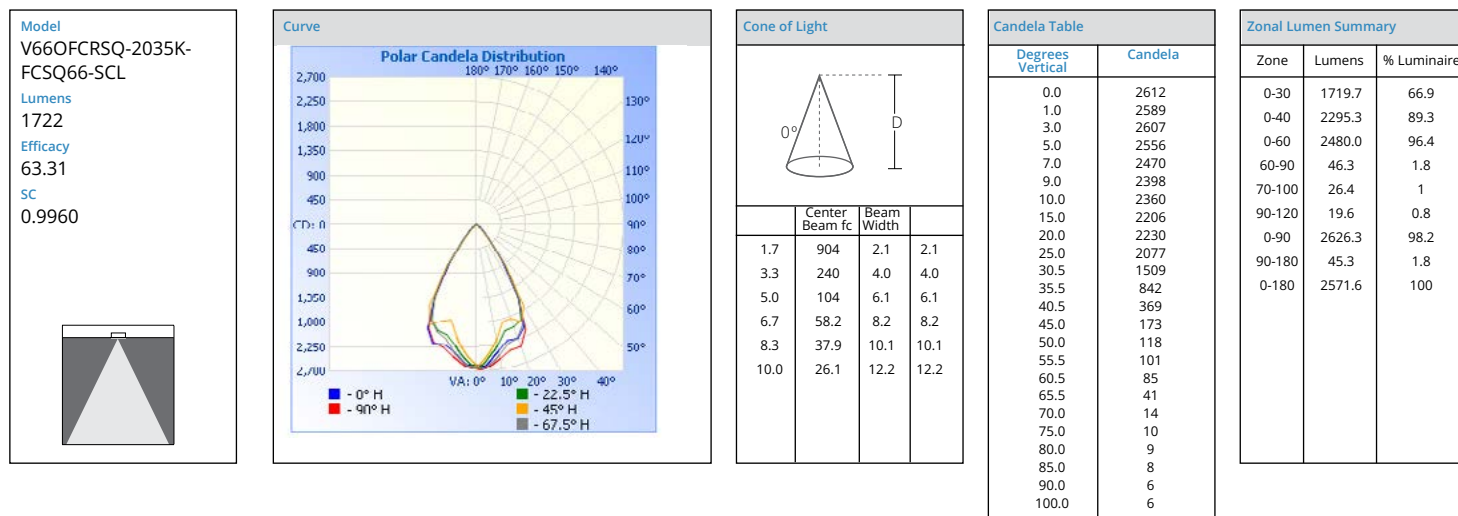 Model
V66OFCRSQ-2035K-
FCSQ66-SCL
Lumens
1722
Efficacy
63.31
SC
0.9960
Curve
Polar Candela Distribution
180° 170° 160° 150° 140°
2,700
2,250
1,800
1,350
900
450
CD: 0
450
900
1,350
1,000
2,250
2,700
130°
120°
110°
100°
90°
80°
70°
60°
50°
VA: 0° 10° 20° 30° 40°
- 0° H
- 90° H
- 22.5° H
- 45° H
- 67.5° H
Cone of Light
0°
D
Center Beam fc Beam Width
1.7 904 2.1 2.1
3.3 240 4.0 4.0
5.0 104 6.1 6.1
6.7 58.2 8.2 8.2
8.3 37.9 10.1 10.1
10.0 26.1 12.2 12.2
Candela Table
Degrees Vertical Candela
0.0 2612
1.0 2589
3.0 2607
5.0 2556
7.0 2470
9.0 2398
10.0 2360
15.0 2206
20.0 2230
25.0 2077
30.5 1509
35.5 842
40.5 369
45.0 173
50.0 118
55.5 101
60.5 85
65.5 41
70.0 14
75.0 10
80.0 9
85.0 8
90.0 6
100.0 6
Zonal Lumen Summary
Zone Lumens % Luminaire
0-30 1719.7 66.9
0-40 2295.3 89.3
0-60 2480.0 96.4
60-90 46.3 1.8
70-100 26.4 1
90-120 19.6 0.8
0-90 2626.3 98.2
90-180 45.3 1.8
0-180 2571.6 100